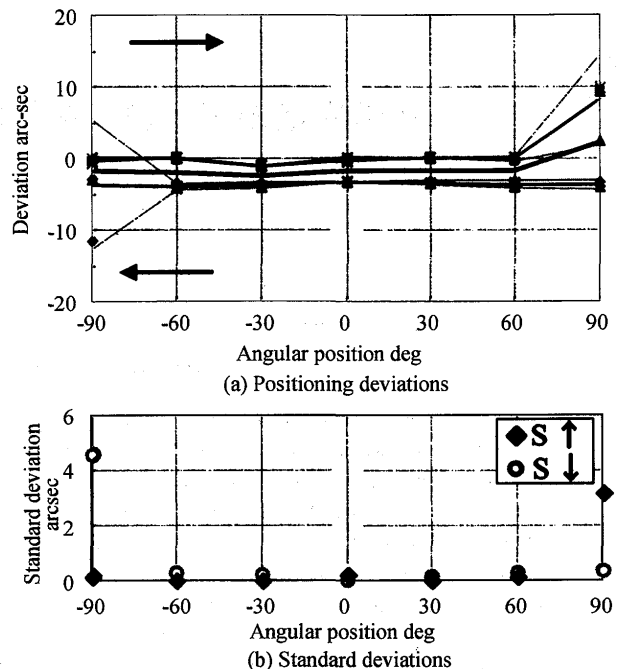 20
10
0
-10
-20
Deviation arc-sec
-90 -60 -30 0 30 60 90
Angular position deg
(a) Positioning deviations
6
4
2
0
Standard deviation
arcsec
S ↑
S ↓
-90 -60 -30 0 30 60 90
Angular position deg
(b) Standard deviations